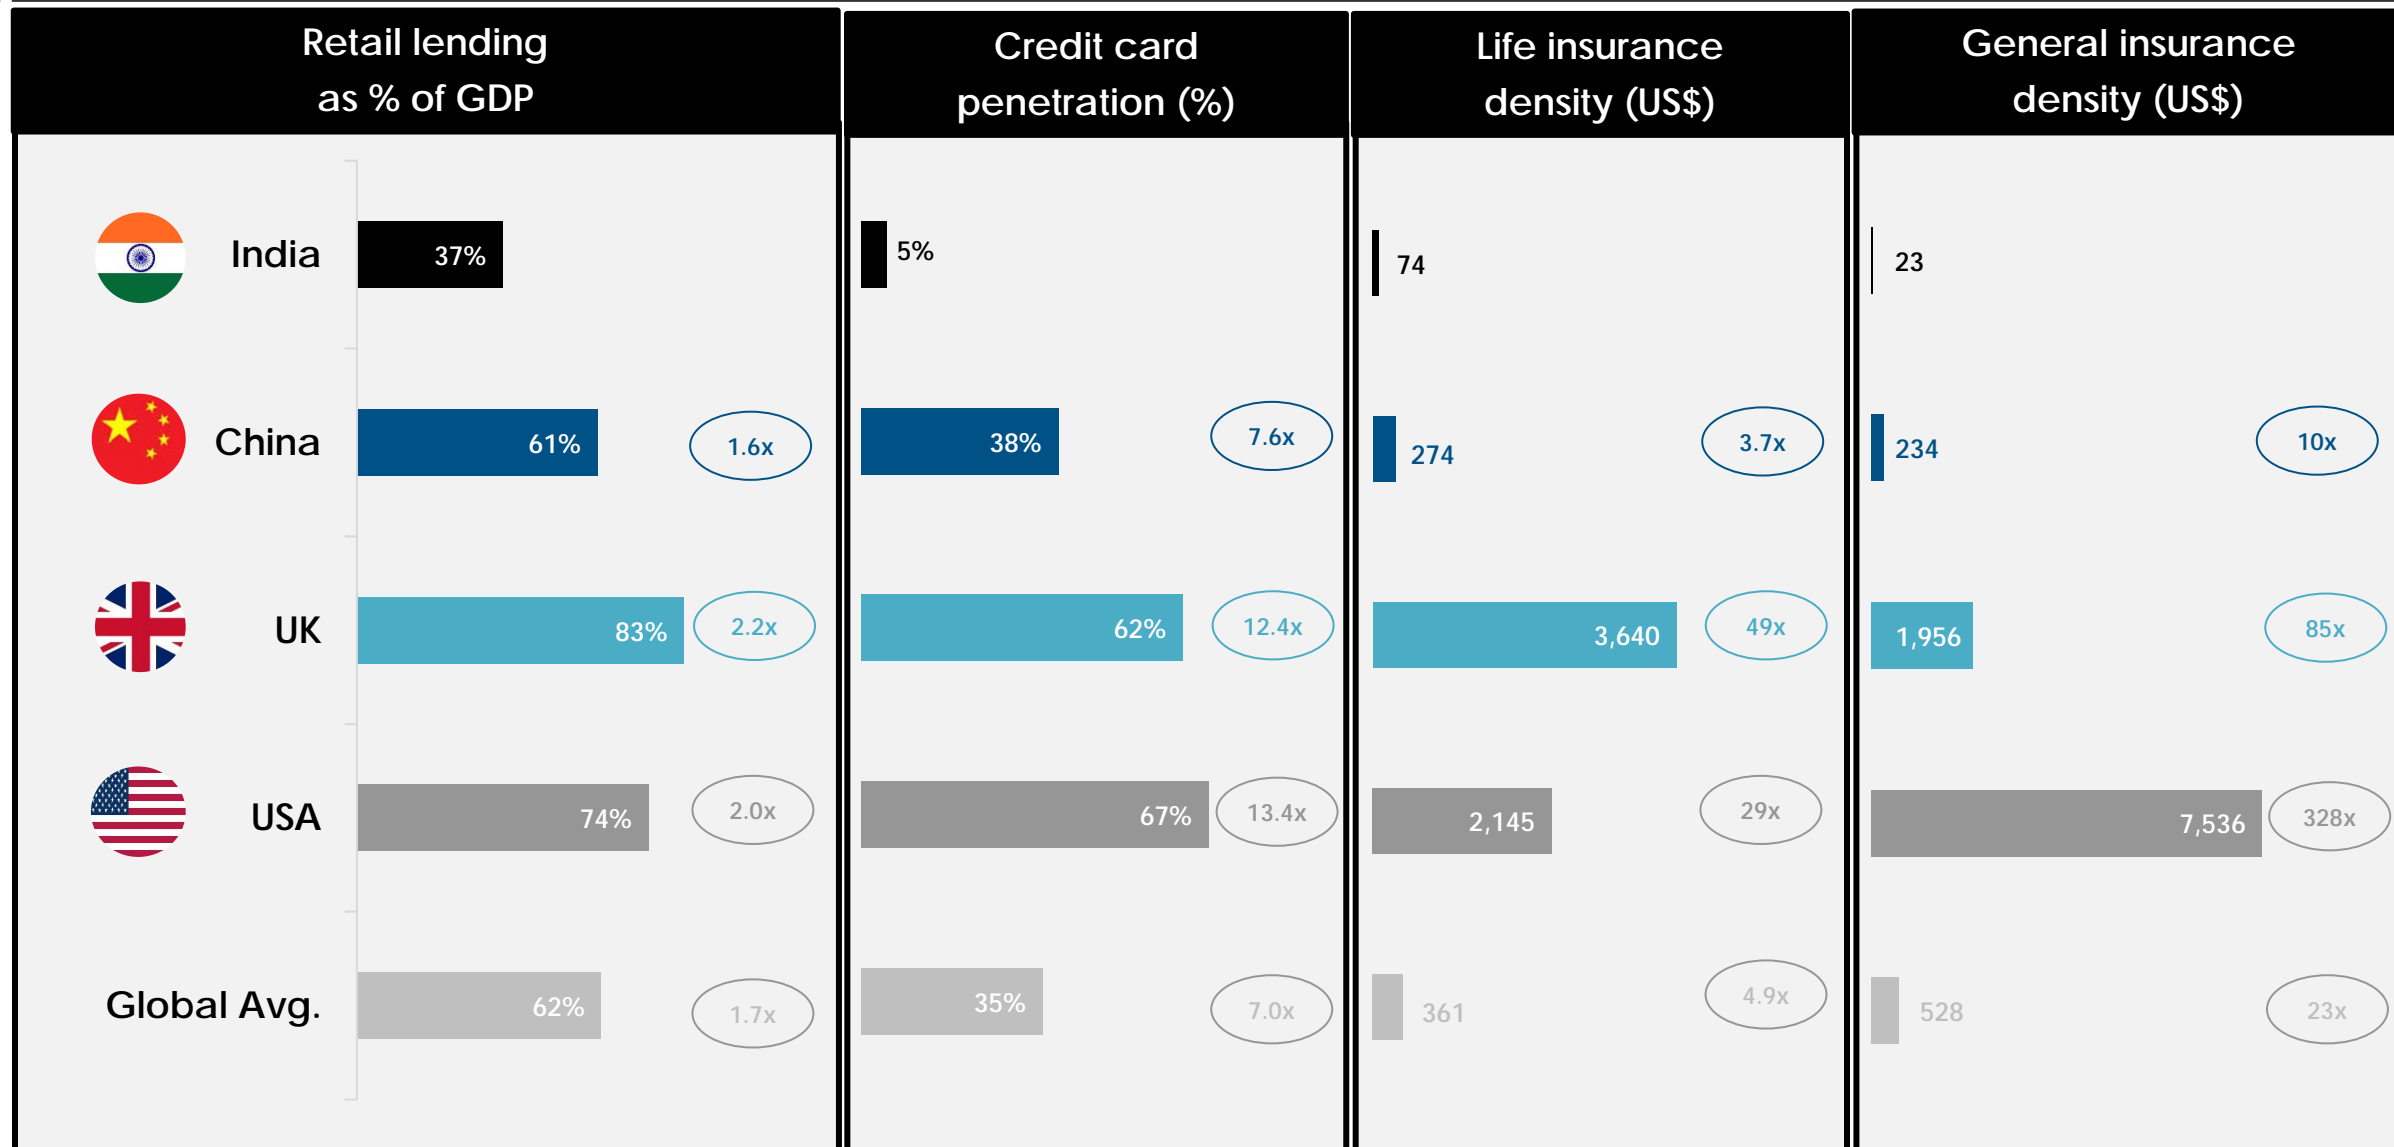 Retail lending
as % of GDP
Credit card
penetration (%)
Life insurance
density (US$)
General insurance
density (US$)
India
37%
5%
74
23
China
61%
1.6x
38%
7.6x
274
3.7x
234
10x
UK
83%
2.2x
62%
12.4x
3,640
49x
1,956
85x
USA
74%
2.0x
67%
13.4x
2,145
29x
7,536
328x
Global Avg.
62%
1.7x
35%
7.0x
361
4.9x
528
23x